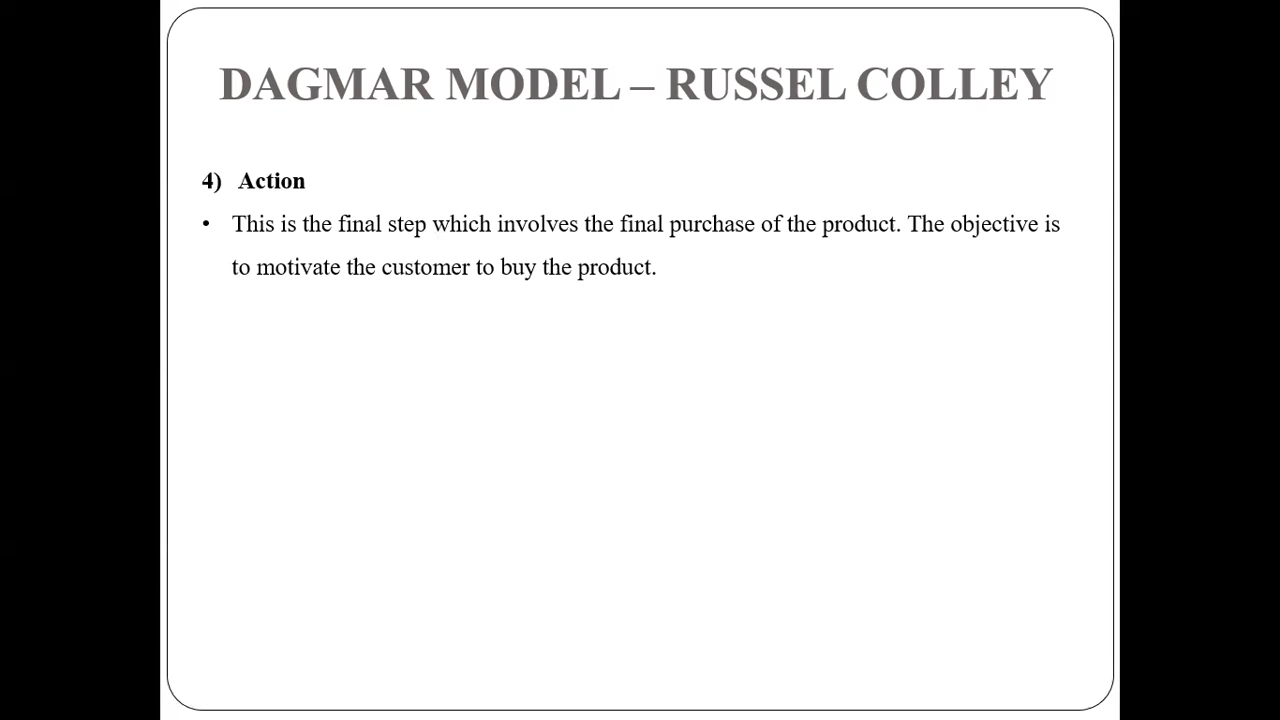 DAGMAR MODEL – RUSSEL COLLEY
4) Action
• This is the final step which involves the final purchase of the product. The objective is
to motivate the customer to buy the product.